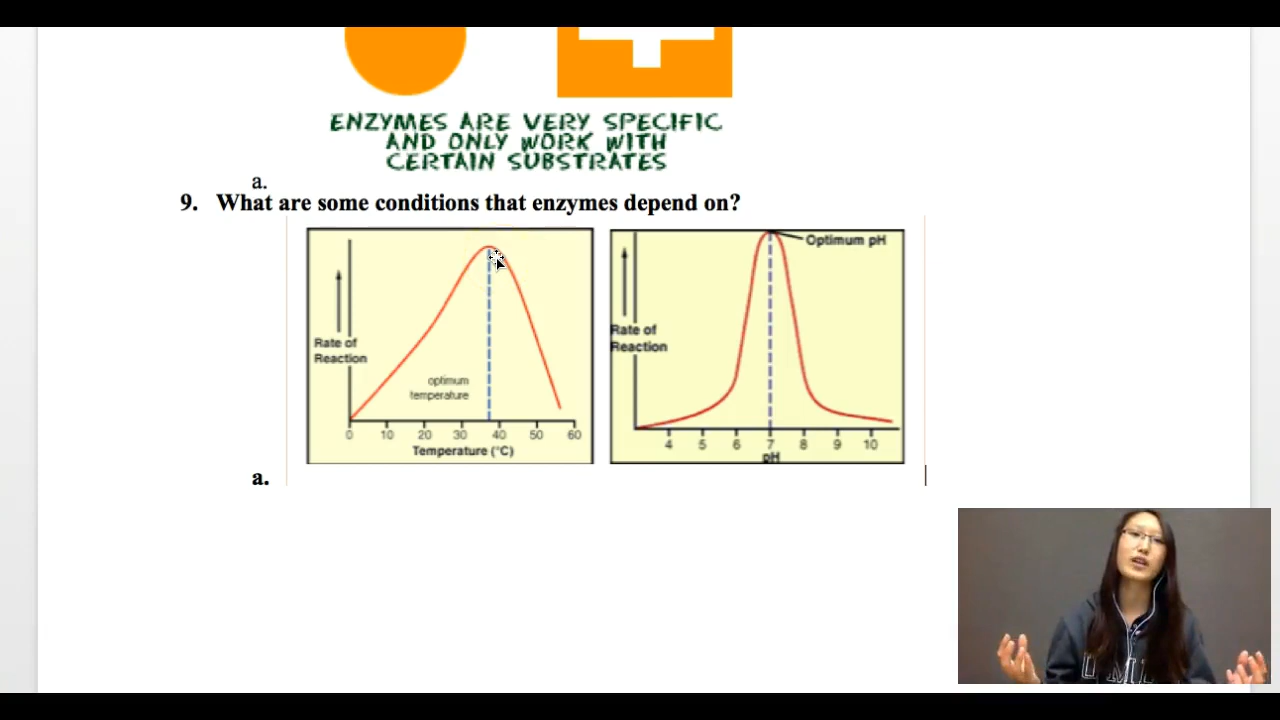 ENZYMES ARE VERY SPECIFIC
AND ONLY WORK WITH
CERTAIN SUBSTRATES
a.
9. What are some conditions that enzymes depend on?
Rate of
Reaction
optimum
temperature
0 10 20 30 40 50 60
Temperature (°C)
Optimum pH
Rate of
Reaction
4 5 6 7 8 9 10
pH
a.